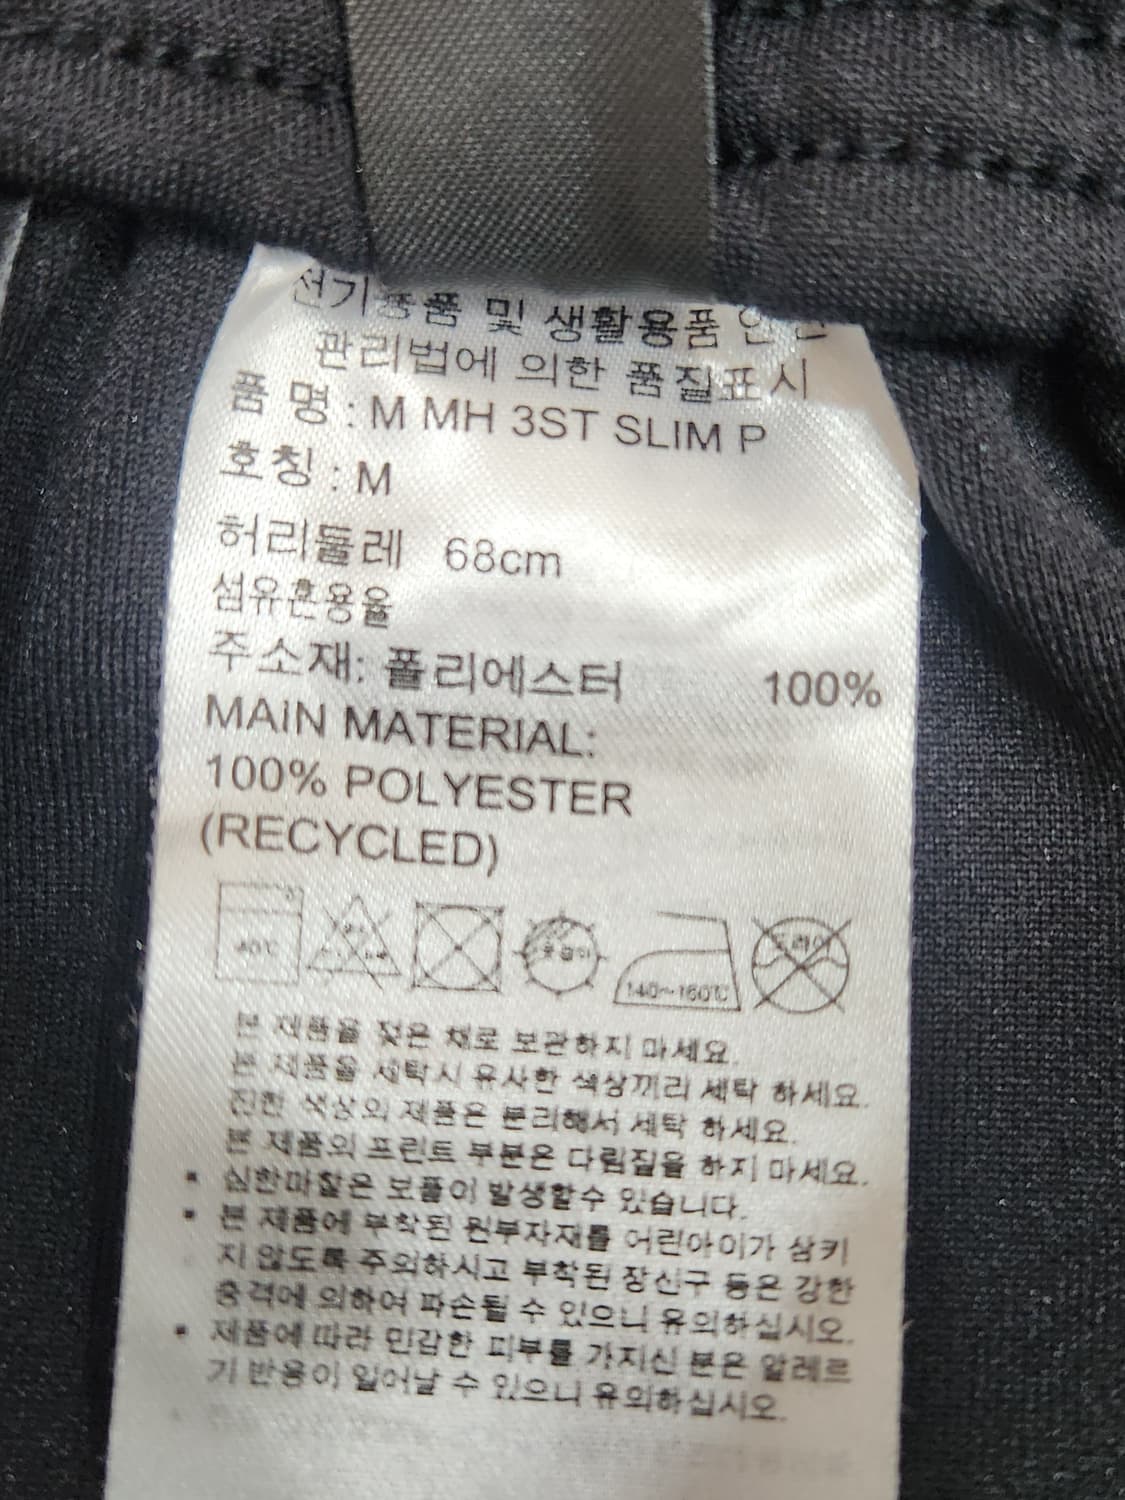 전기용품 및 생활용품 안전
관리법에 의한 품질표시
품 명 : M MH 3ST SLIM P
호칭 : M
허리둘레 68cm
섬유혼용율
주소재: 폴리에스터 100%
MAIN MATERIAL:
100% POLYESTER
(RECYCLED)
40℃
140~160℃ 드라이
본 제품을 젖은 채로 보관하지 마세요.
본 제품을 세탁시 유사한 색상끼리 세탁 하세요.
진한 색상의 제품은 분리해서 세탁 하세요.
본 제품의 프린트 부분은 다림질을 하지 마세요.
▪ 심한마찰은 보풀이 발생할수 있습니다.
▪ 본 제품에 부착된 원부자재를 어린아이가 삼키
지 않도록 주의하시고 부착된 장신구 등은 강한
충격에 의하여 파손될 수 있으니 유의하십시오.
▪ 제품에 따라 민감한 피부를 가지신 분은 알레르
기 반응이 일어날 수 있으니 유의하십시오.